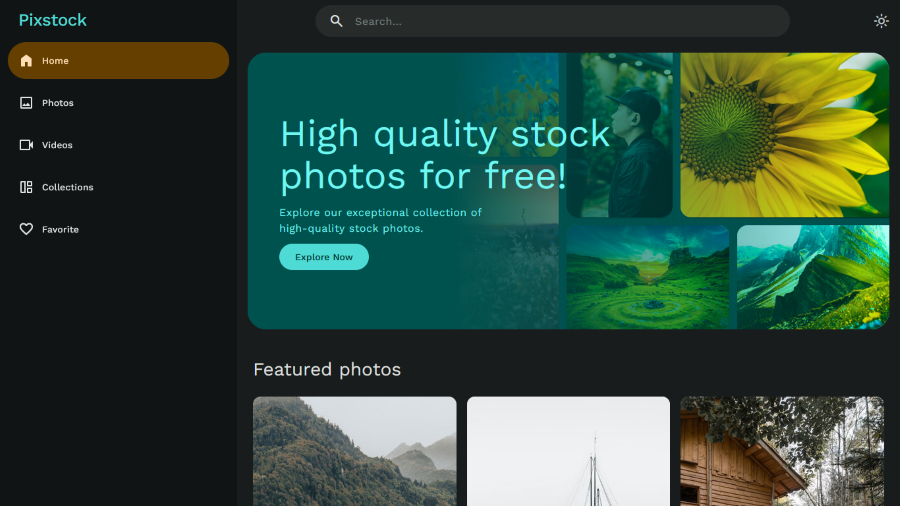 Pixstock
Search...
Home
Photos
Videos
Collections
Favorite
High quality stock
photos for free!
Explore our exceptional collection of
high-quality stock photos.
Explore Now
Featured photos